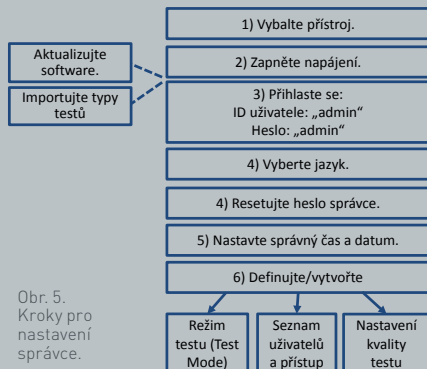 1) Vybalte přístroj.
Aktualizujte
software.
2) Zapněte napájení.
Importujte typy
testů
3) Přihlaste se:
ID uživatele: „admin“
Heslo: „admin“
4) Vyberte jazyk.
4) Resetujte heslo správce.
5) Nastavte správný čas a datum.
6) Definujte/vytvořte
Obr. 5.
Kroky pro
nastavení
správce.
Režim
testu (Test
Mode)
Seznam
uživatelů
a přístup
Nastavení
kvality
testu